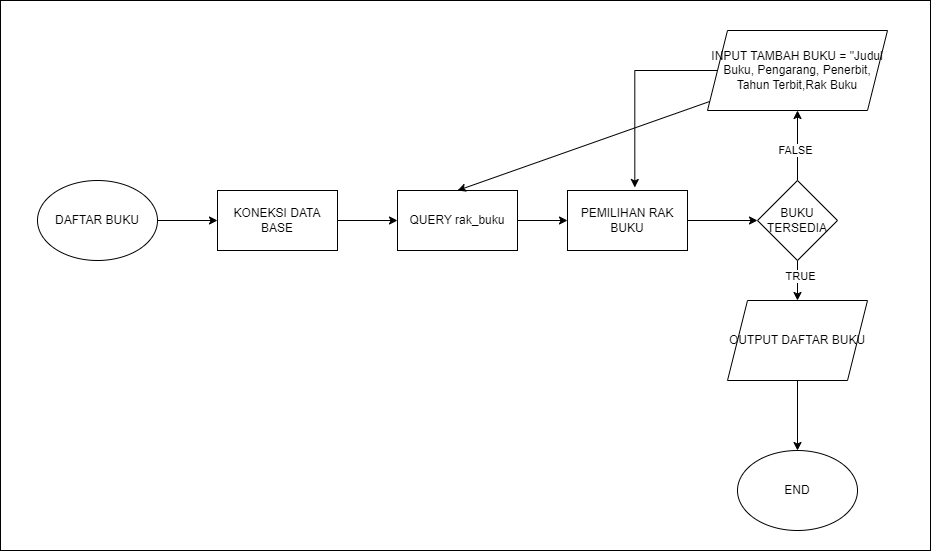 INPUT TAMBAH BUKU = "Judul
Buku, Pengarang, Penerbit,
Tahun Terbit,Rak Buku
FALSE
DAFTAR BUKU
KONEKSI DATA
BASE
QUERY rak_buku
PEMILIHAN RAK
BUKU
BUKU
TERSEDIA
TRUE
OUTPUT DAFTAR BUKU
END